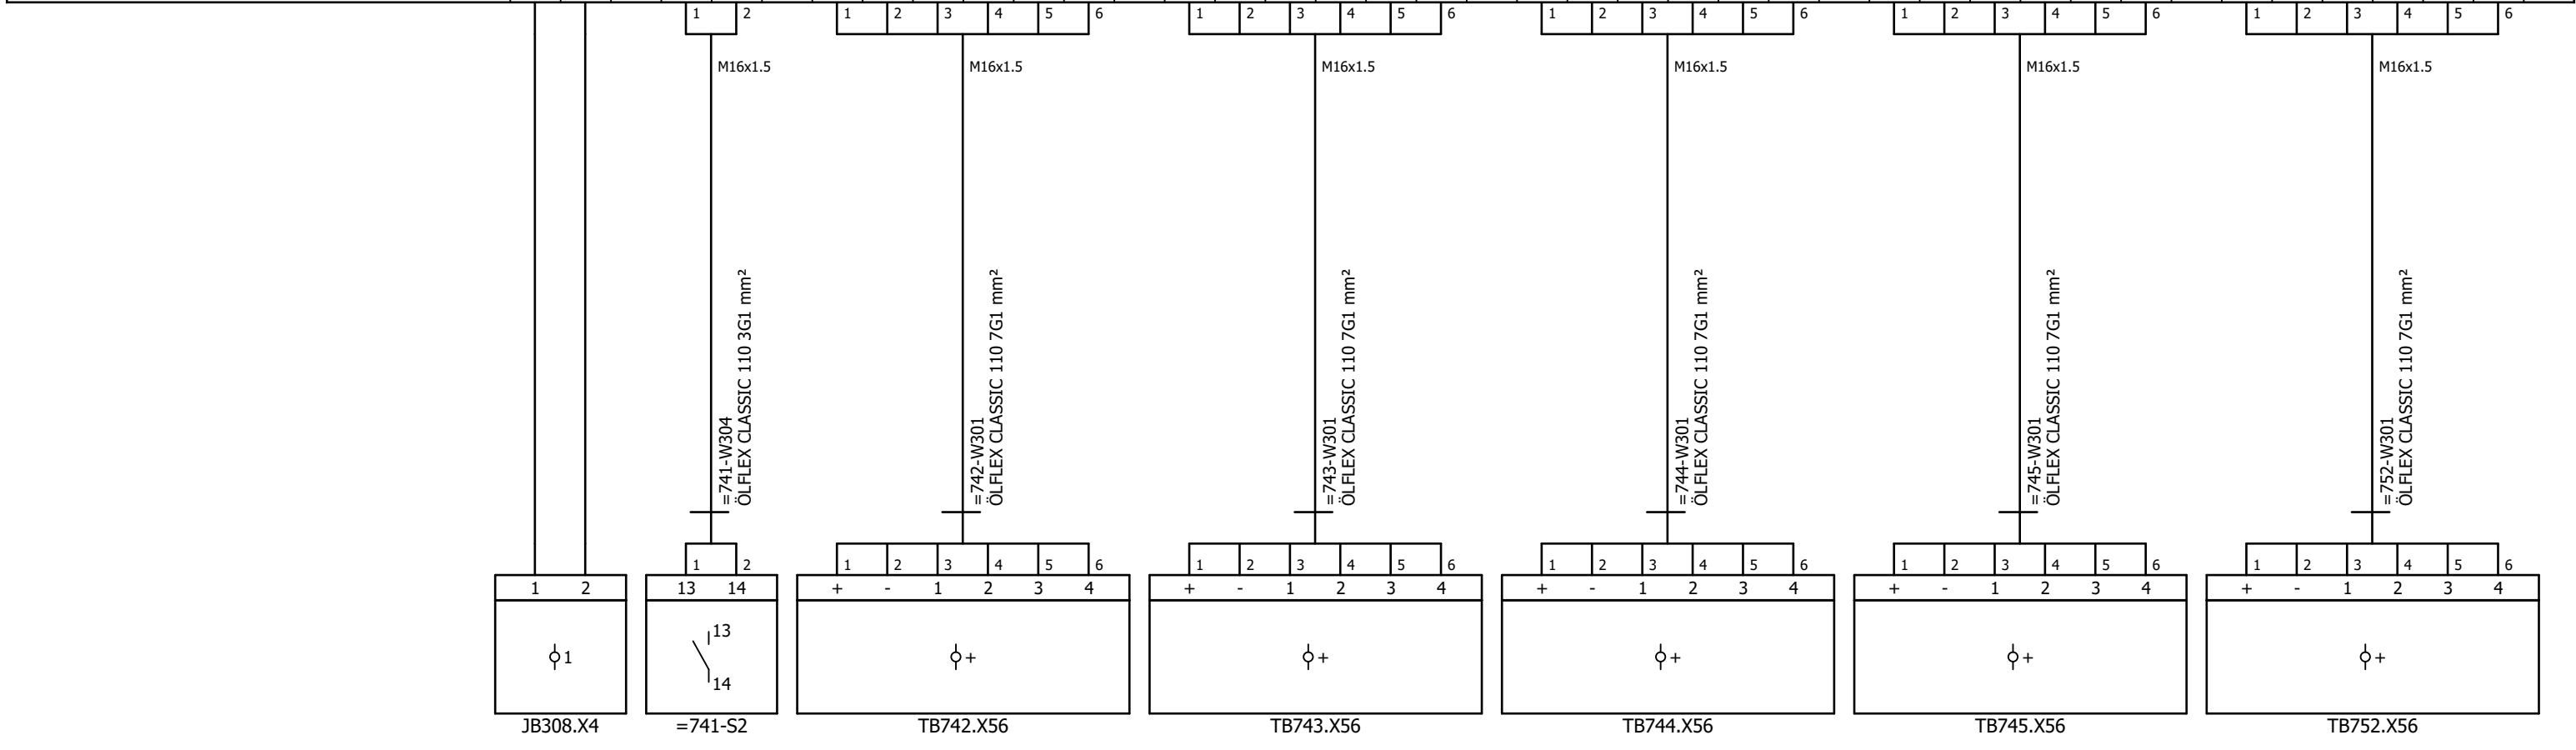 1 2 1 2 3 4 5 6 1 2 3 4 5 6 1 2 3 4 5 6 1 2 3 4 5 6 1 2 3 4 5 6
M16x1.5 M16x1.5 M16x1.5 M16x1.5 M16x1.5 M16x1.5
=741-W304
ÖLFLEX CLASSIC 110 3G1 mm²
=742-W301
ÖLFLEX CLASSIC 110 7G1 mm²
=743-W301
ÖLFLEX CLASSIC 110 7G1 mm²
=744-W301
ÖLFLEX CLASSIC 110 7G1 mm²
=745-W301
ÖLFLEX CLASSIC 110 7G1 mm²
=752-W301
ÖLFLEX CLASSIC 110 7G1 mm²
1 2 1 2 3 4 5 6 1 2 3 4 5 6 1 2 3 4 5 6 1 2 3 4 5 6 1 2 3 4 5 6
1 2 13 14 + - 1 2 3 4 + - 1 2 3 4 + - 1 2 3 4 + - 1 2 3 4 + - 1 2 3 4
13
1 + + + + +
14
JB308.X4 =741-S2 TB742.X56 TB743.X56 TB744.X56 TB745.X56 TB752.X56